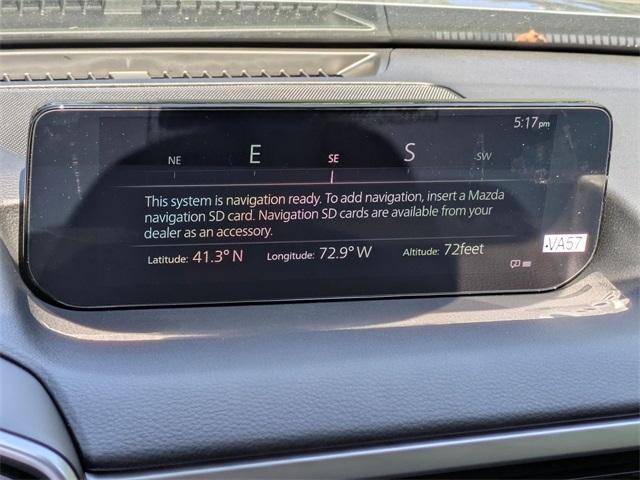 5:17pm
NE E SE S SW
This system is navigation ready. To add navigation, insert a Mazda
navigation SD card. Navigation SD cards are available from your
dealer as an accessory.
Latitude: 41.3° N Longitude: 72.9° W Altitude: 72feet
VA57